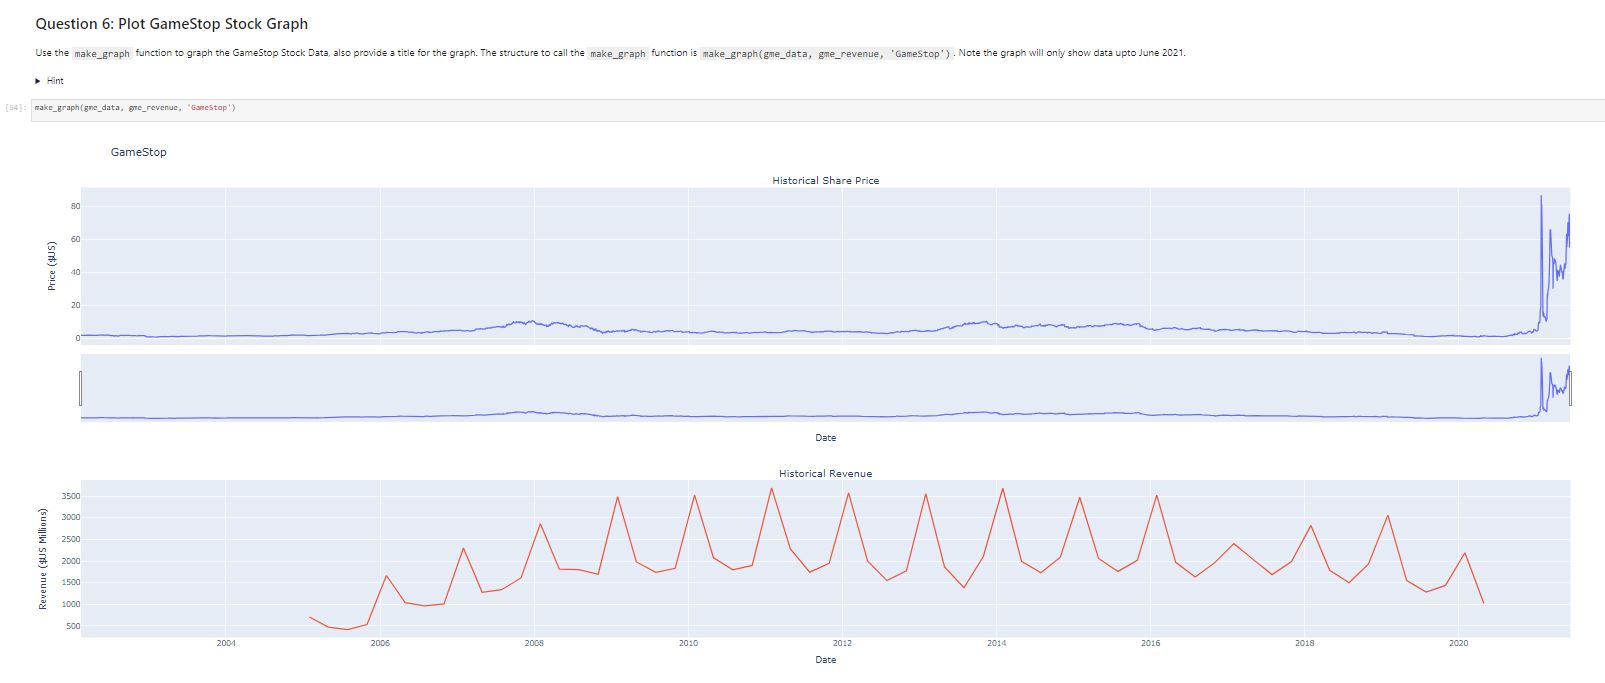 Question 6: Plot GameStop Stock Graph
Use the make_graph function to graph the GameStop Stock Data, also provide a title for the graph. The structure to call the make_graph function is make_graph(gme_data, gme_revenue, 'GameStop'). Note the graph will only show data upto June 2021.
Hint
[54]: make_graph(gme_data, gme_revenue, 'GameStop')
GameStop
Historical Share Price
Price ($US)
80
60
40
20
0
Date
Historical Revenue
Revenue ($US Millions)
3500
3000
2500
2000
1500
1000
500
2004 2006 2008 2010 2012 2014 2016 2018 2020
Date